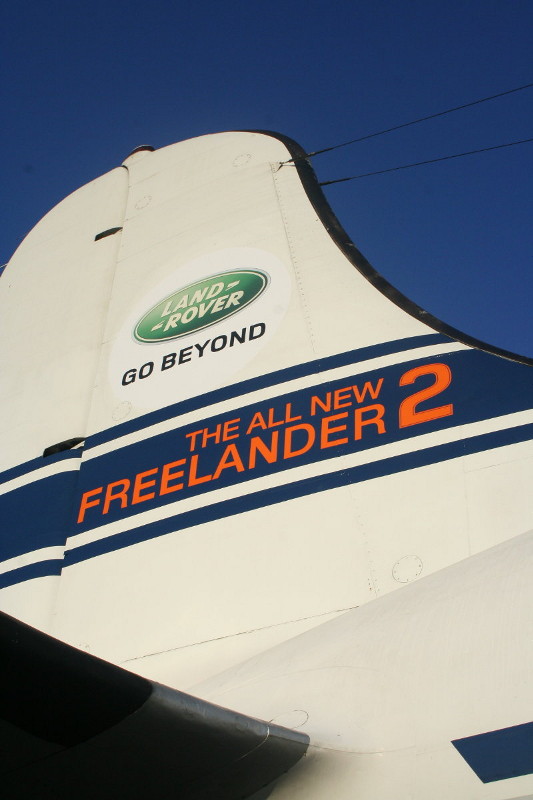 LAND-
-ROVER
GO BEYOND
THE ALL NEW
FREELANDER 2